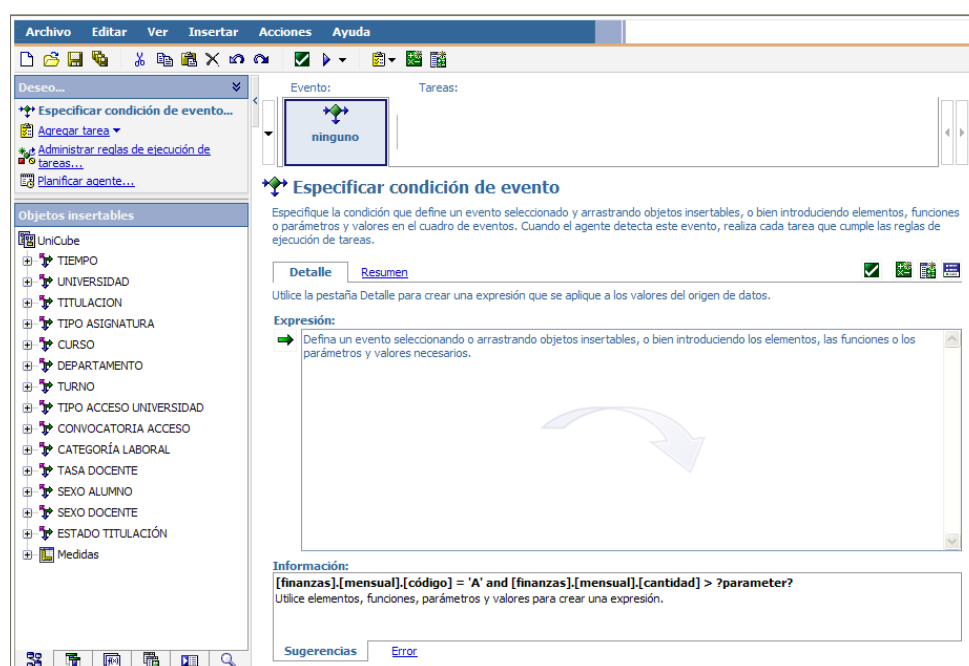 Archivo Editar Ver Insertar Acciones Ayuda
Deseo...
Especificar condición de evento...
Agregar tarea
Administrar reglas de ejecución de
tareas...
Planificar agente...
Objetos insertables
UniCube
TIEMPO
UNIVERSIDAD
TITULACION
TIPO ASIGNATURA
CURSO
DEPARTAMENTO
TURNO
TIPO ACCESO UNIVERSIDAD
CONVOCATORIA ACCESO
CATEGORÍA LABORAL
TASA DOCENTE
SEXO ALUMNO
SEXO DOCENTE
ESTADO TITULACIÓN
Medidas
Evento: Tareas:
ninguno
Especificar condición de evento
Especifique la condición que define un evento seleccionado y arrastrando objetos insertables, o bien introduciendo elementos, funciones
o parámetros y valores en el cuadro de eventos. Cuando el agente detecta este evento, realiza cada tarea que cumple las reglas de
ejecución de tareas.
Detalle Resumen
Utilice la pestaña Detalle para crear una expresión que se aplique a los valores del origen de datos.
Expresión:
Defina un evento seleccionando o arrastrando objetos insertables, o bien introduciendo los elementos, las funciones o los
parámetros y valores necesarios.
Información:
[finanzas].[mensual].[código] = 'A' and [finanzas].[mensual].[cantidad] > ?parameter?
Utilice elementos, funciones, parámetros y valores para crear una expresión.
Sugerencias Error